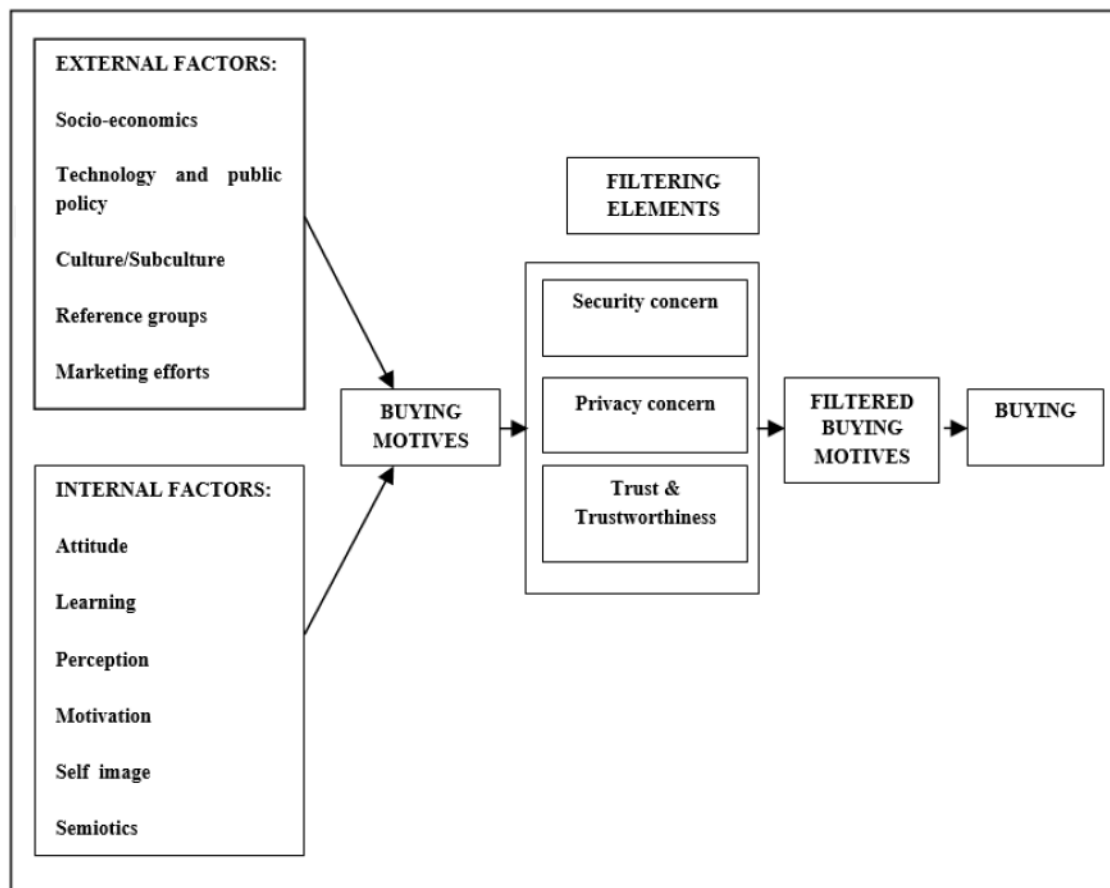 EXTERNAL FACTORS:
Socio-economics
Technology and public
policy
Culture/Subculture
Reference groups
Marketing efforts
INTERNAL FACTORS:
Attitude
Learning
Perception
Motivation
Self image
Semiotics
BUYING
MOTIVES
FILTERING
ELEMENTS
Security concern
Privacy concern
Trust &
Trustworthiness
FILTERED
BUYING
MOTIVES
BUYING